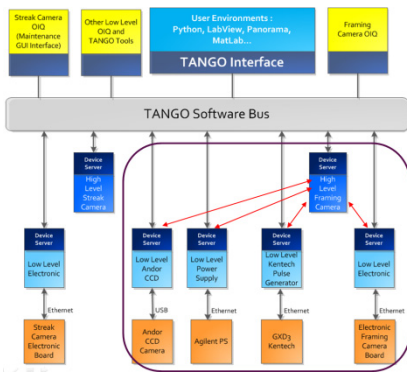 Streak Camera
OIQ
(Maintenance
GUI Interface)
Other Low Level
OIQ and
TANGO Tools
User Environments :
Python, LabView, Panorama,
MatLab...
TANGO Interface
Framing
Camera OIQ
TANGO Software Bus
Device
Server
High
Level
Streak
Camera
Device
Server
High
Level
Framing
Camera
Device
Server
Low Level
Electronic
Device
Server
Low Level
Andor
CCD
Device
Server
Low Level
Power
Supply
Device
Server
Low Level
Kentech
Pulse
Generator
Device
Server
Low Level
Electronic
Ethernet
USB
Ethernet
Ethernet
Ethernet
Streak
Camera
Electronic
Board
Andor
CCD
Camera
Agilent PS
GXD3
Kentech
Electronic
Framing
Camera
Board